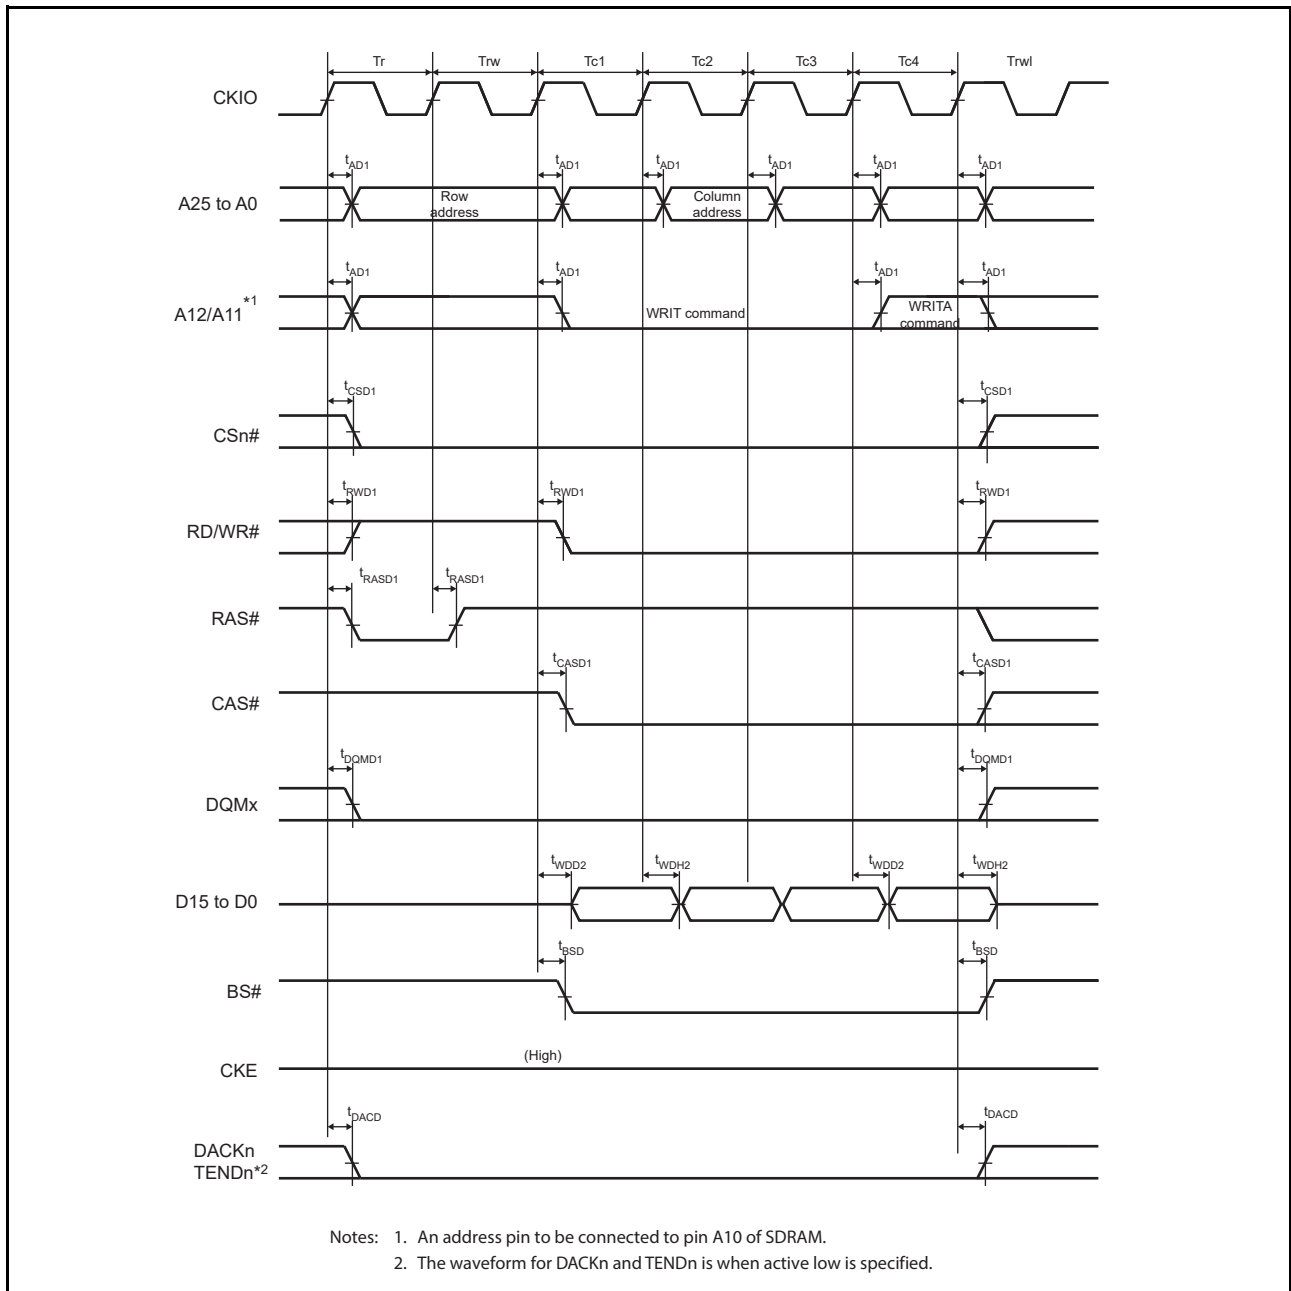 Tr Trw Tc1 Tc2 Tc3 Tc4 Trwl
CKIO
tAD1 tAD1 tAD1 tAD1 tAD1 tAD1
A25 to A0
Row
address
Column
address
tAD1 tAD1 tAD1 tAD1
A12/A11 *1
WRIT command
WRITA
command
tCSD1 tCSD1
CSn#
tRWD1 tRWD1 tRWD1
RD/WR#
tRASD1 tRASD1
RAS#
tCASD1 tCASD1
CAS#
tDQMD1 tDQMD1
DQMx
tWDD2 tWDH2 tWDD2 tWDH2
D15 to D0
tBSD tBSD
BS#
(High)
CKE
tDACD tDACD
DACKn
TENDn*2
Notes: 1. An address pin to be connected to pin A10 of SDRAM.
2. The waveform for DACKn and TENDn is when active low is specified.